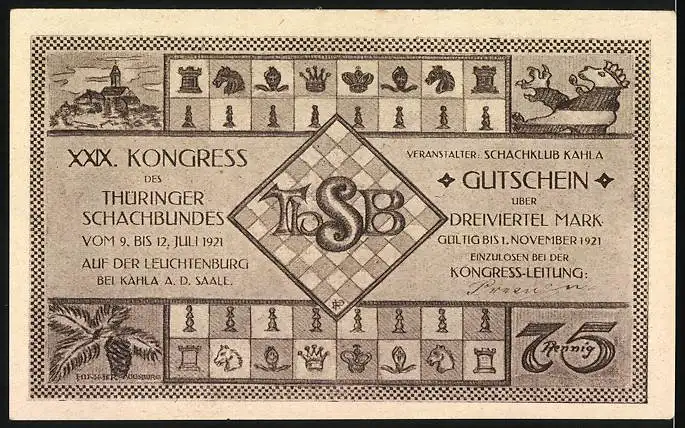 XXIX. KONGRESS
DES
THÜRINGER
SCHACHBUNDES
VOM 9. BIS 12. JULI 1921
AUF DER LEUCHTENBURG
BEI KAHLA A. D. SAALE.
THSB
VERANSTALTER: SCHACHKLUB KAHLA
GUTSCHEIN
ÜBER
DREIVIERTEL MARK
GÜLTIG BIS 1. NOVEMBER 1921
EINZULÖSEN BEI DER
KONGRESS-LEITUNG:
75
Pfennig